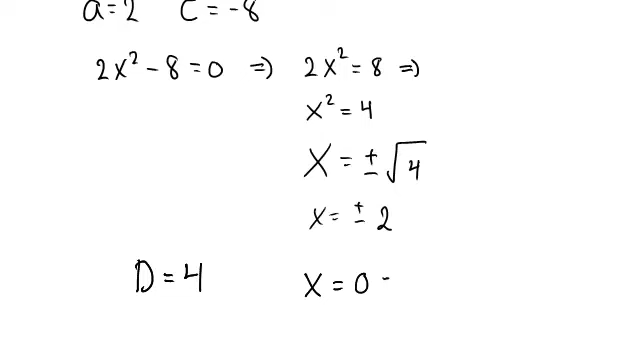 a = 2 C = -8
2x² - 8 = 0 ⇒ 2x² = 8 ⇒
x² = 4
X = ±√4
x = ± 2
D = 4 X = 0 -